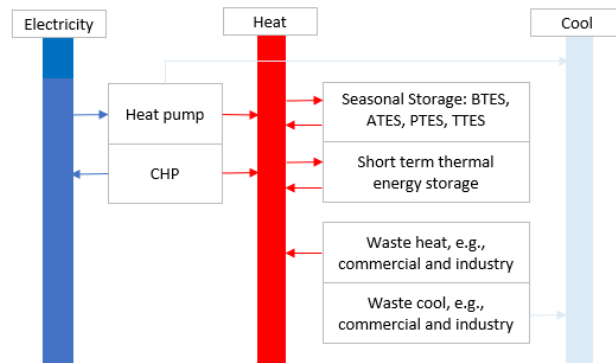 Electricity
Heat
Cool
Heat pump
CHP
Seasonal Storage: BTES,
ATES, PTES, TTES
Short term thermal
energy storage
Waste heat, e.g.,
commercial and industry
Waste cool, e.g.,
commercial and industry